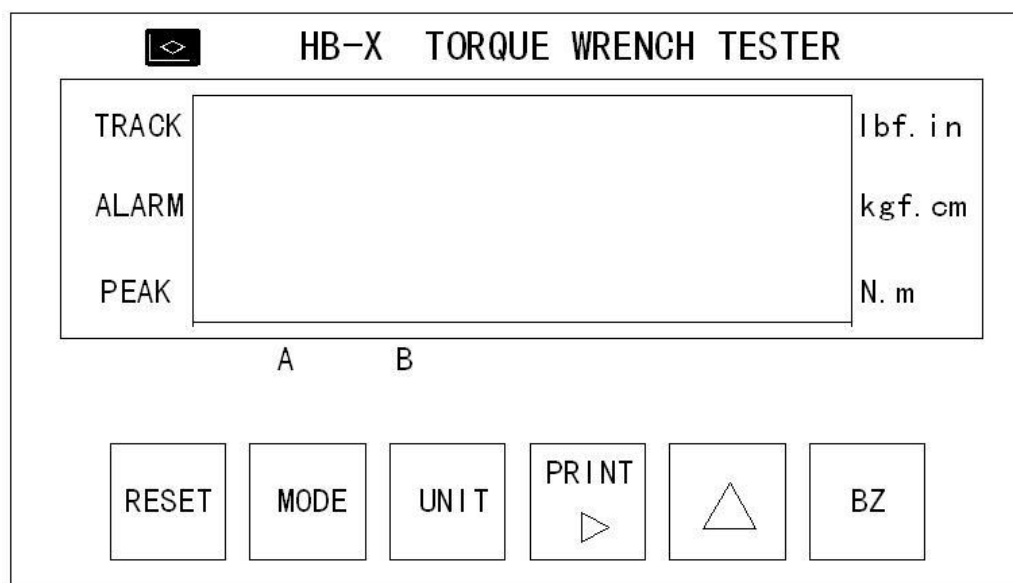 HB-X TORQUE WRENCH TESTER
TRACK lbf.in
ALARM kgf.cm
PEAK N.m
A B
RESET MODE UNIT PRINT BZ